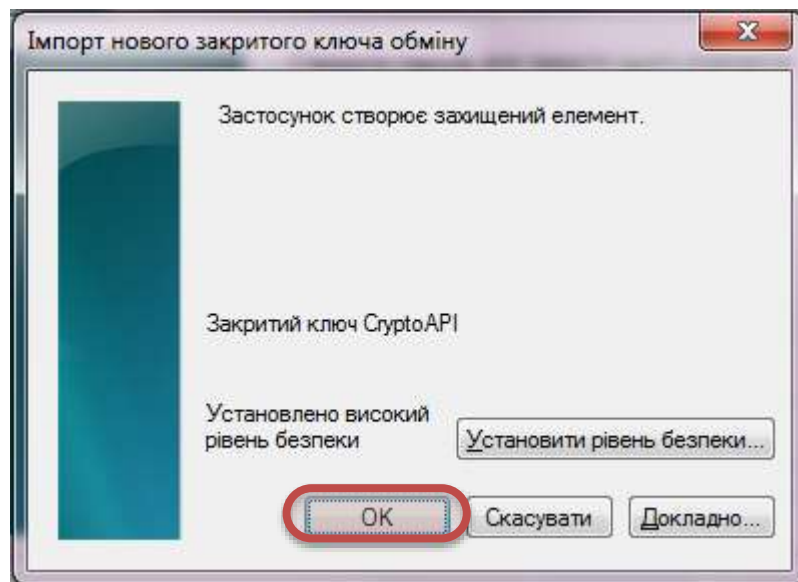 Імпорт нового закритого ключа обміну
Застосунок створює захищений елемент.
Закритий ключ CryptoAPI
Установлено високий
рівень безпеки
Установити рівень безпеки...
OK
Скасувати
Докладно...